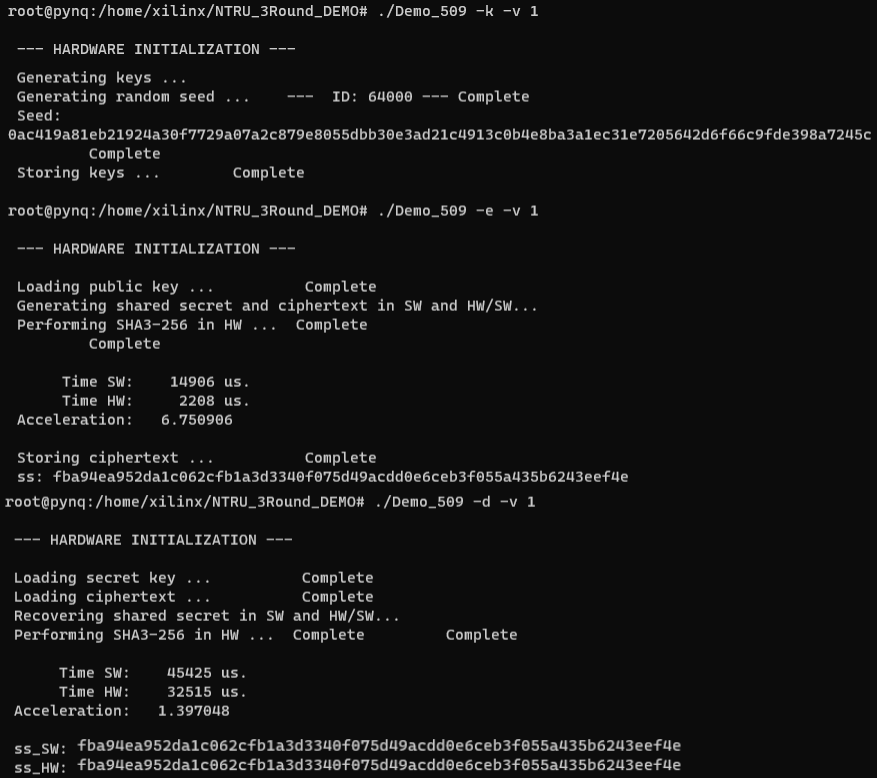 root@pynq:/home/xilinx/NTRU_3Round_DEMO# ./Demo_509 -k -v 1
--- HARDWARE INITIALIZATION ---
Generating keys ...
Generating random seed ...    ---  ID: 64000 --- Complete
Seed:
0ac419a81eb21924a30f7729a07a2c879e8055dbb30e3ad21c4913c0b4e8ba3a1ec31e7205642d6f66c9fde398a7245c
Complete
Storing keys ...        Complete
root@pynq:/home/xilinx/NTRU_3Round_DEMO# ./Demo_509 -e -v 1
--- HARDWARE INITIALIZATION ---
Loading public key ...          Complete
Generating shared secret and ciphertext in SW and HW/SW...
Performing SHA3-256 in HW ...  Complete
Complete
Time SW:    14906 us.
Time HW:     2208 us.
Acceleration:   6.750906
Storing ciphertext ...          Complete
ss: fba94ea952da1c062cfb1a3d3340f075d49acdd0e6ceb3f055a435b6243eef4e
root@pynq:/home/xilinx/NTRU_3Round_DEMO# ./Demo_509 -d -v 1
--- HARDWARE INITIALIZATION ---
Loading secret key ...          Complete
Loading ciphertext ...          Complete
Recovering shared secret in SW and HW/SW...
Performing SHA3-256 in HW ...  Complete         Complete
Time SW:    45425 us.
Time HW:    32515 us.
Acceleration:   1.397048
ss_SW: fba94ea952da1c062cfb1a3d3340f075d49acdd0e6ceb3f055a435b6243eef4e
ss_HW: fba94ea952da1c062cfb1a3d3340f075d49acdd0e6ceb3f055a435b6243eef4e